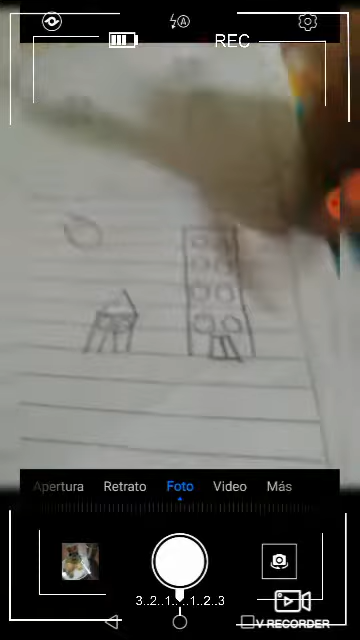 REC
Apertura Retrato Foto Video Más
3..2..1.....1..2..3
V RECORDER